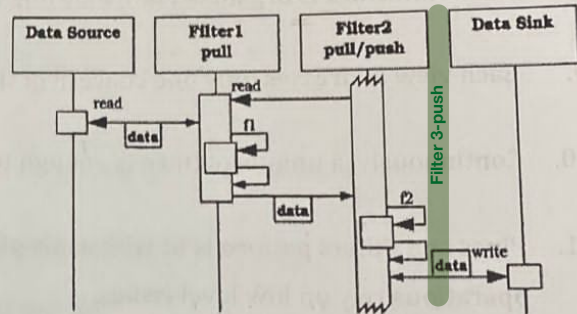 Data Source
Filter1
pull
Filter2
pull/push
Data Sink
Filter 3-push
read
read
data
f1
data
f2
write
data